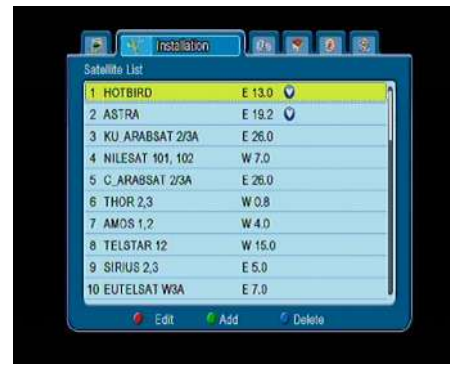 Installation
Satellite List
1 HOTBIRD E 13.0
2 ASTRA E 19.2
3 KU_ARABSAT 2/3A E 26.0
4 NILESAT 101, 102 W 7.0
5 C_ARABSAT 2/3A E 26.0
6 THOR 2,3 W 0.8
7 AMOS 1,2 W 4.0
8 TELSTAR 12 W 15.0
9 SIRIUS 2,3 E 5.0
10 EUTELSAT W3A E 7.0
Edit Add Delete